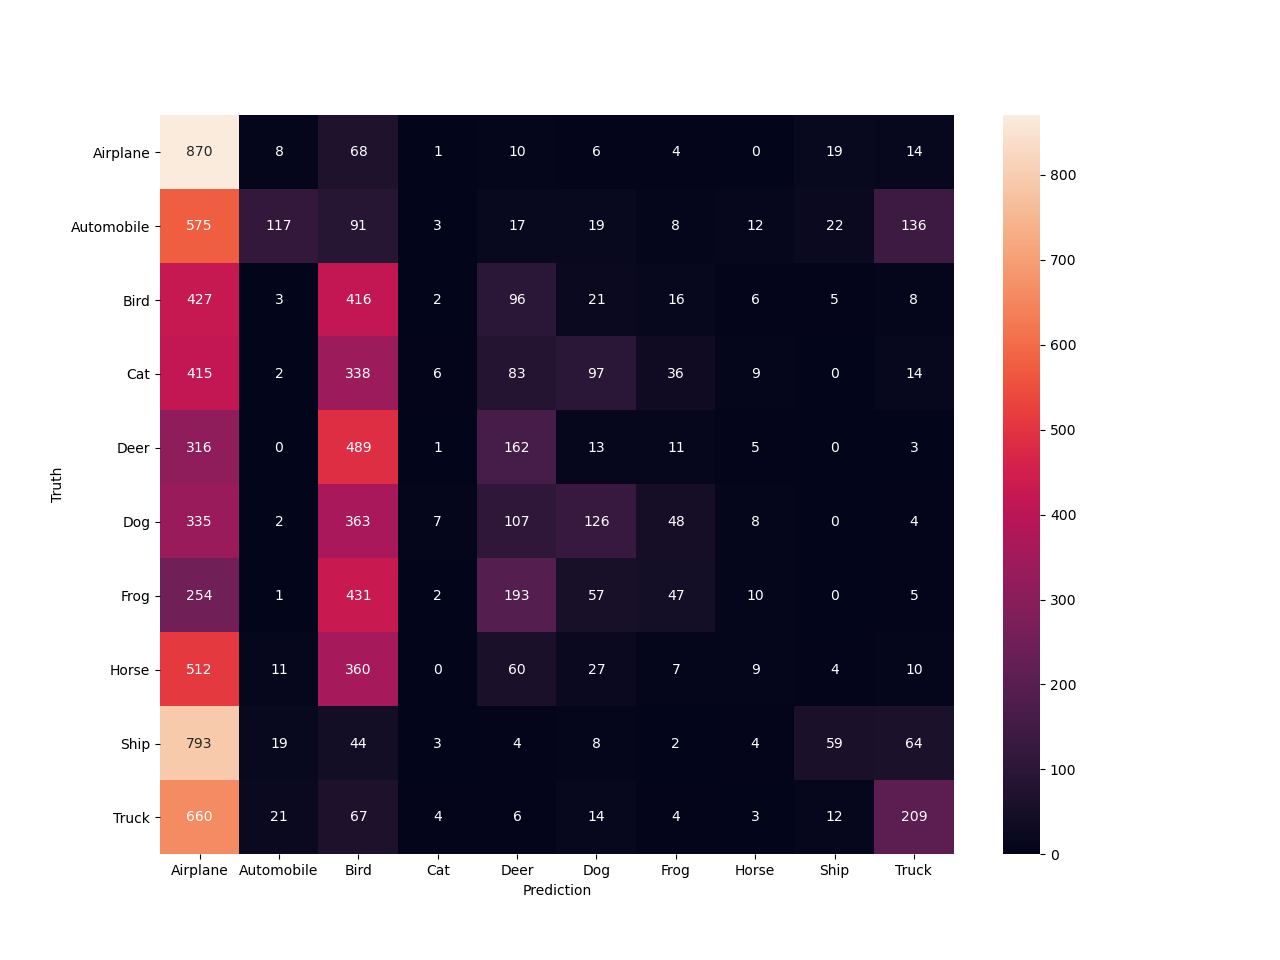 Airplane 870 8 68 1 10 6 4 0 19 14
Automobile 575 117 91 3 17 19 8 12 22 136
Bird 427 3 416 2 96 21 16 6 5 8
Cat 415 2 338 6 83 97 36 9 0 14
Deer 316 0 489 1 162 13 11 5 0 3
Dog 335 2 363 7 107 126 48 8 0 4
Frog 254 1 431 2 193 57 47 10 0 5
Horse 512 11 360 0 60 27 7 9 4 10
Ship 793 19 44 3 4 8 2 4 59 64
Truck 660 21 67 4 6 14 4 3 12 209
Airplane Automobile Bird Cat Deer Dog Frog Horse Ship Truck
Prediction
Truth
800
700
600
500
400
300
200
100
0